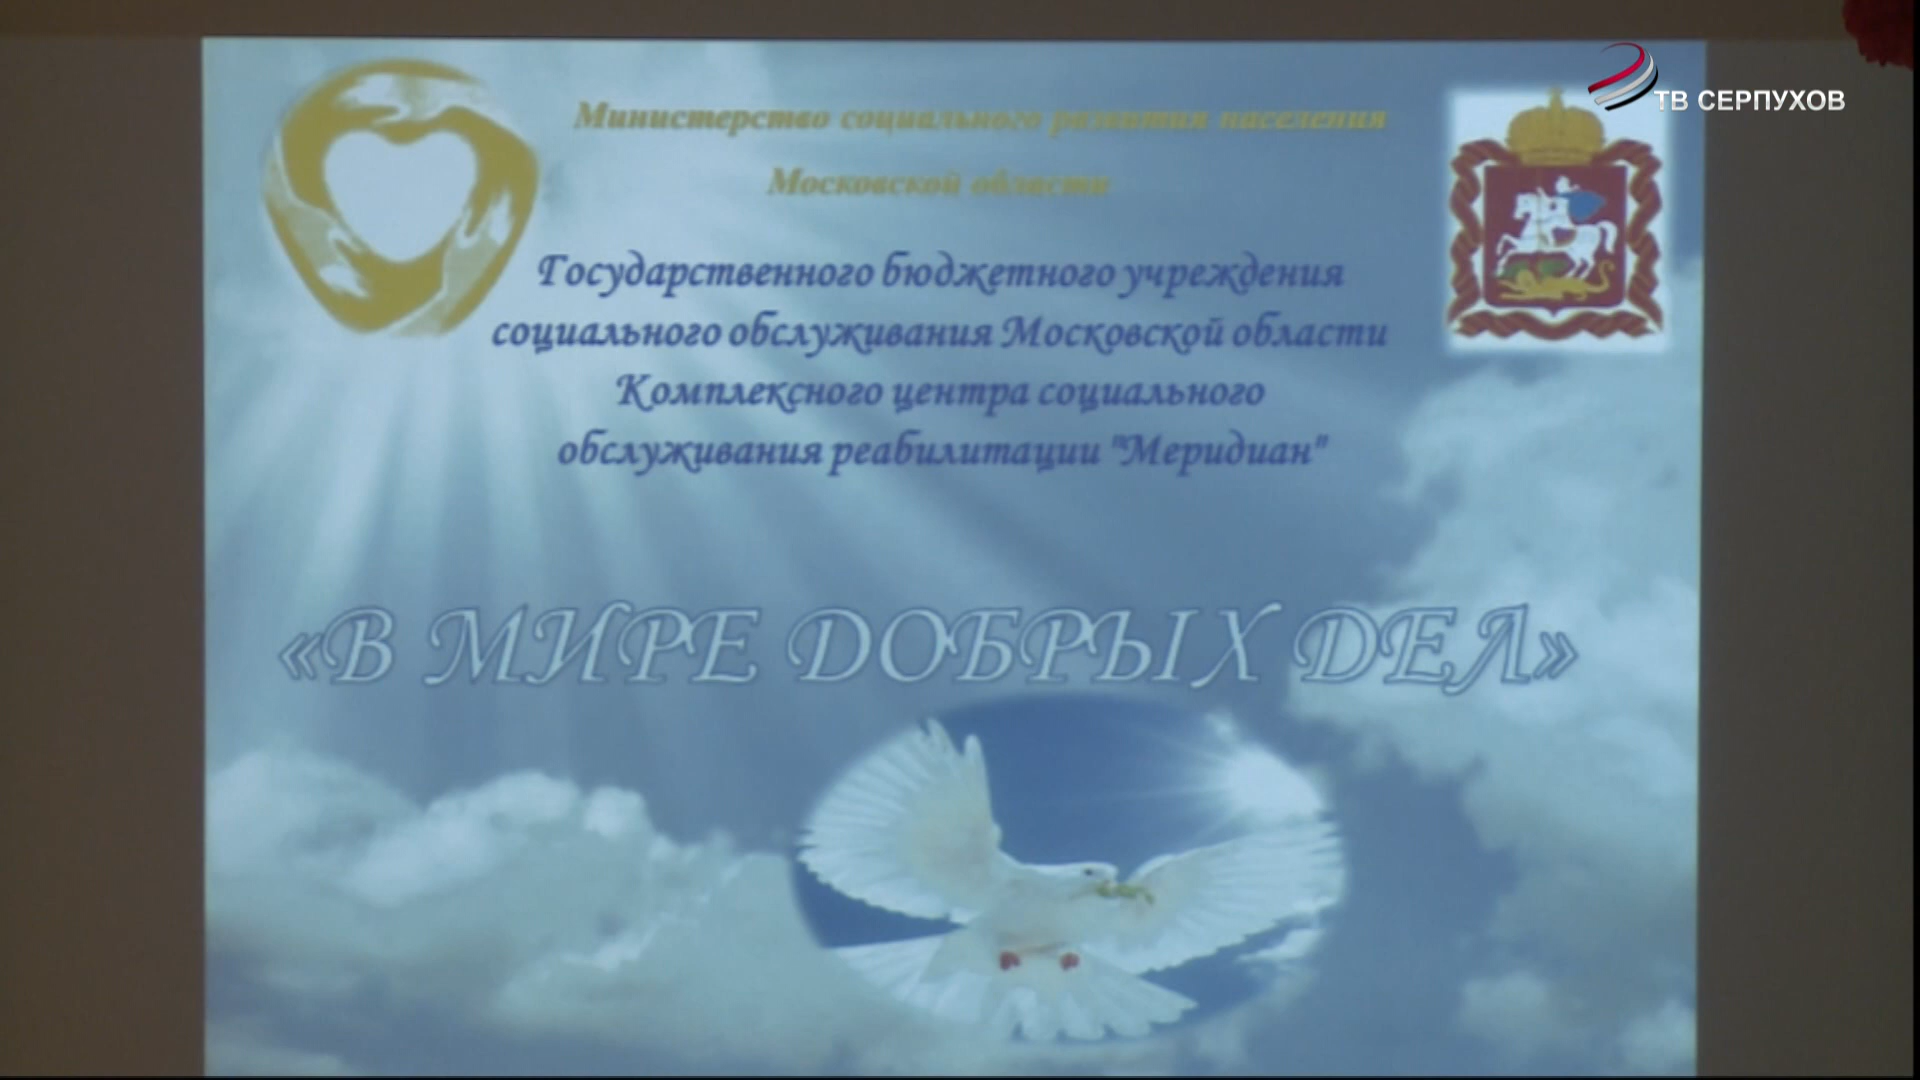 ТВ СЕРПУХОВ
Министерство социального развития населения
Московской области
Государственного бюджетного учреждения
социального обслуживания Московской области
Комплексного центра социального
обслуживания реабилитации "Меридиан"
«В МИРЕ ДОБРЫХ ДЕЛ»